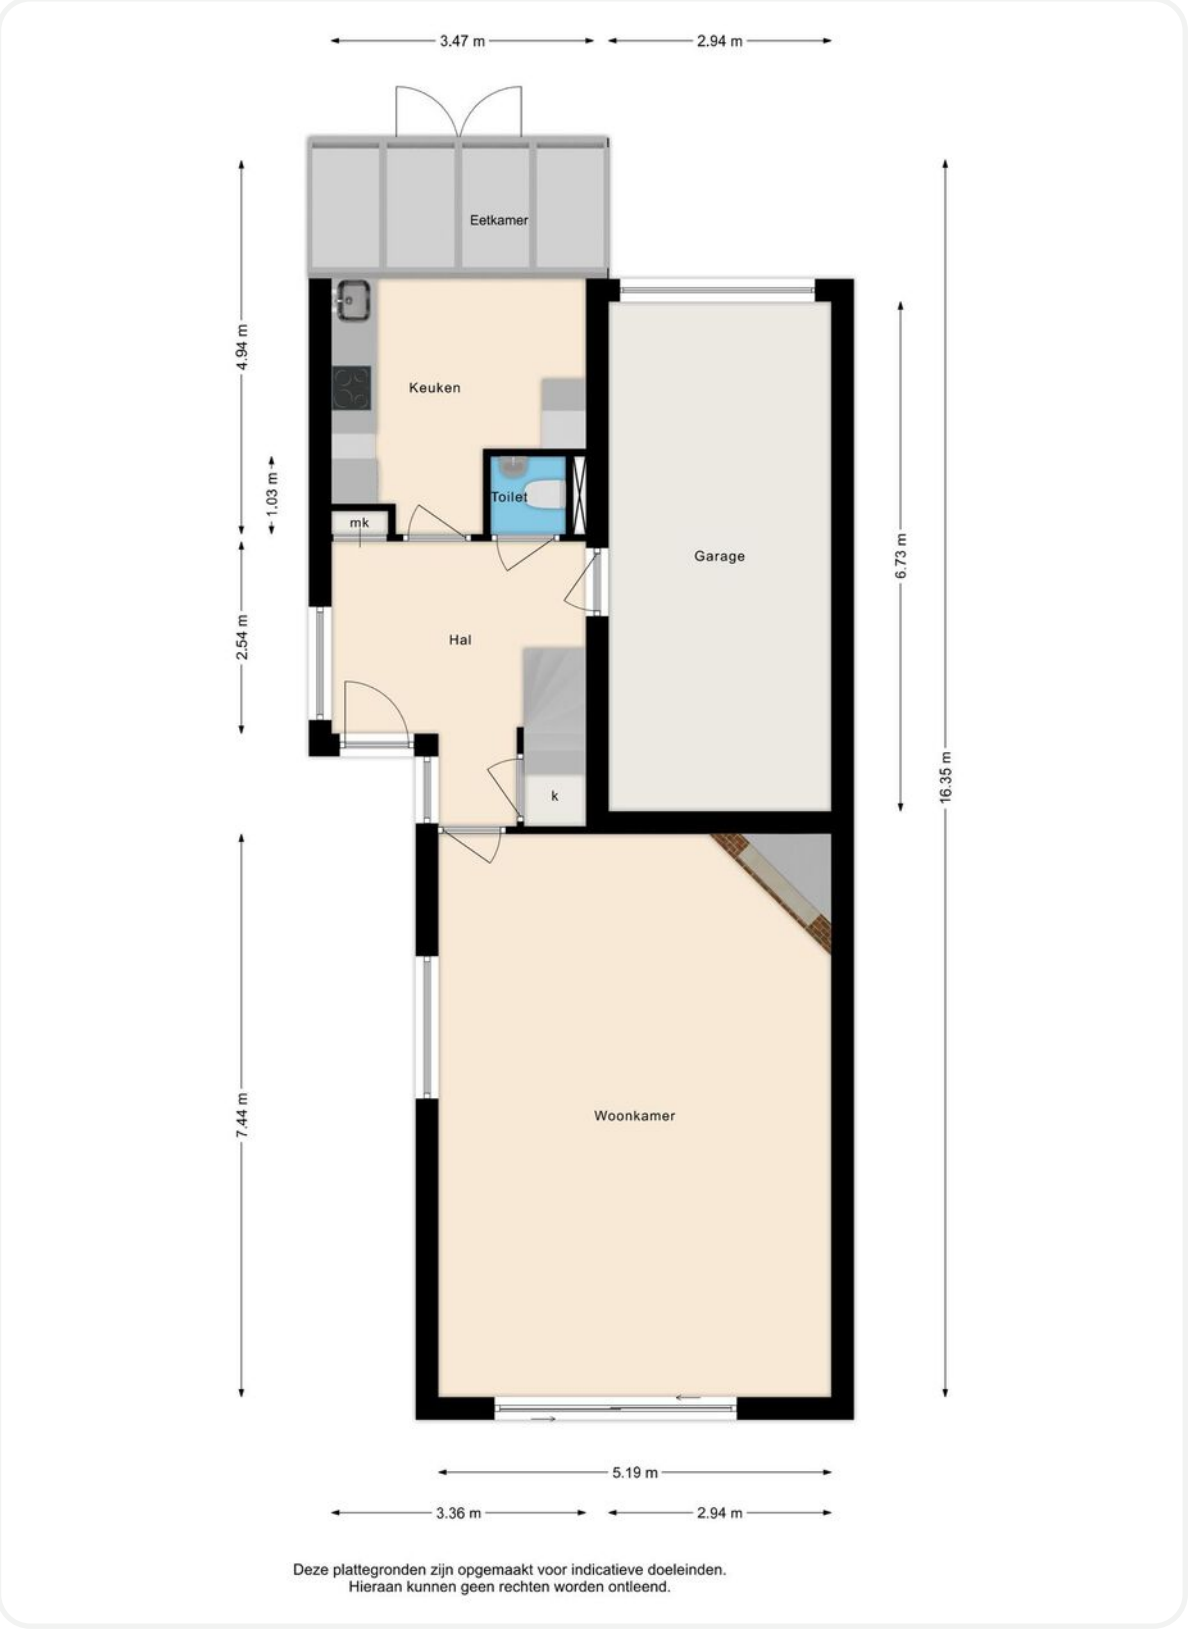 3.47 m
2.94 m
Eetkamer
4.94 m
Keuken
1.03 m
Toilet
mk
Garage
6.73 m
2.54 m
Hal
16.35 m
k
7.44 m
Woonkamer
5.19 m
3.36 m
2.94 m
Deze plattegronden zijn opgemaakt voor indicatieve doeleinden.
Hieraan kunnen geen rechten worden ontleend.